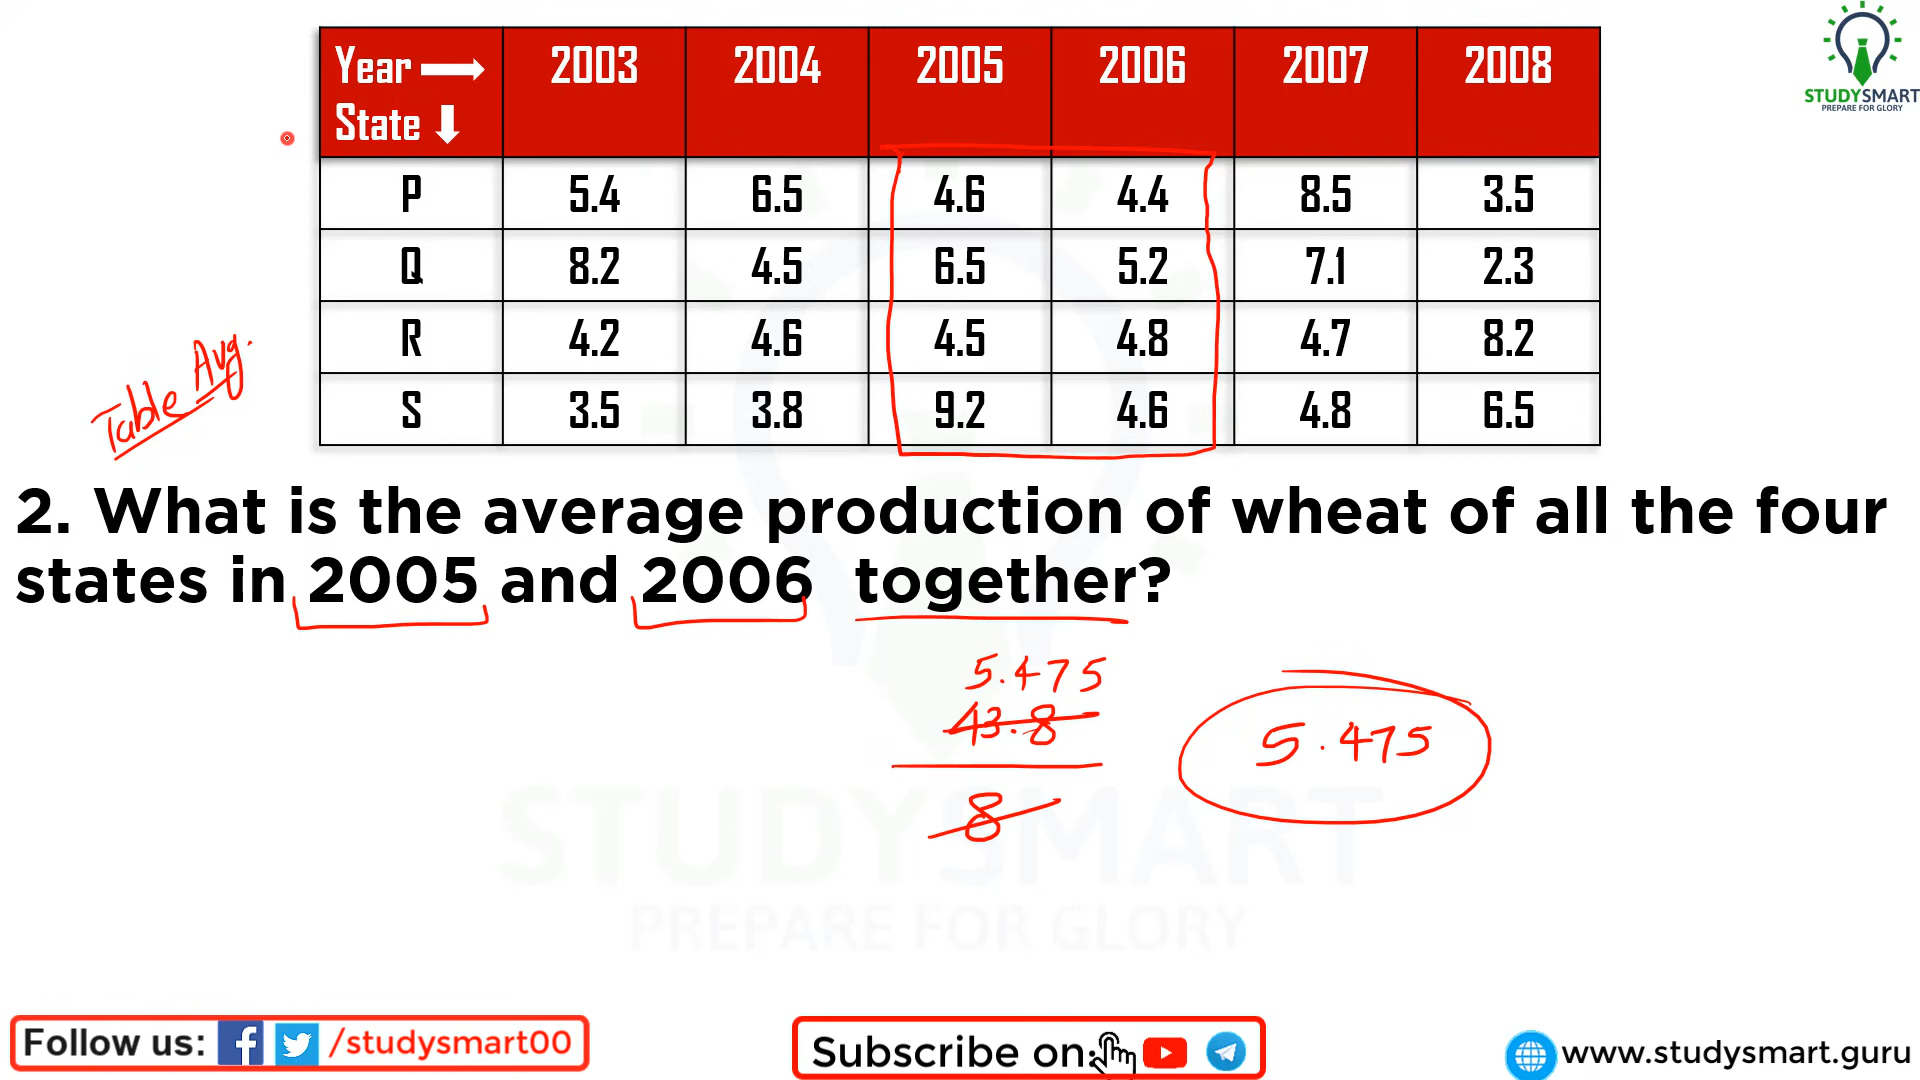 Year 2003 2004 2005 2006 2007 2008
State
P 5.4 6.5 4.6 4.4 8.5 3.5
Q 8.2 4.5 6.5 5.2 7.1 2.3
R 4.2 4.6 4.5 4.8 4.7 8.2
S 3.5 3.8 9.2 4.6 4.8 6.5
STUDYSMART
PREPARE FOR GLORY
Table Avg.
2. What is the average production of wheat of all the four
states in 2005 and 2006 together?
5.475
43.8
8
5.475
STUDYSMART
PREPARE FOR GLORY
Follow us: f /studysmart00
Subscribe on:
www.studysmart.guru